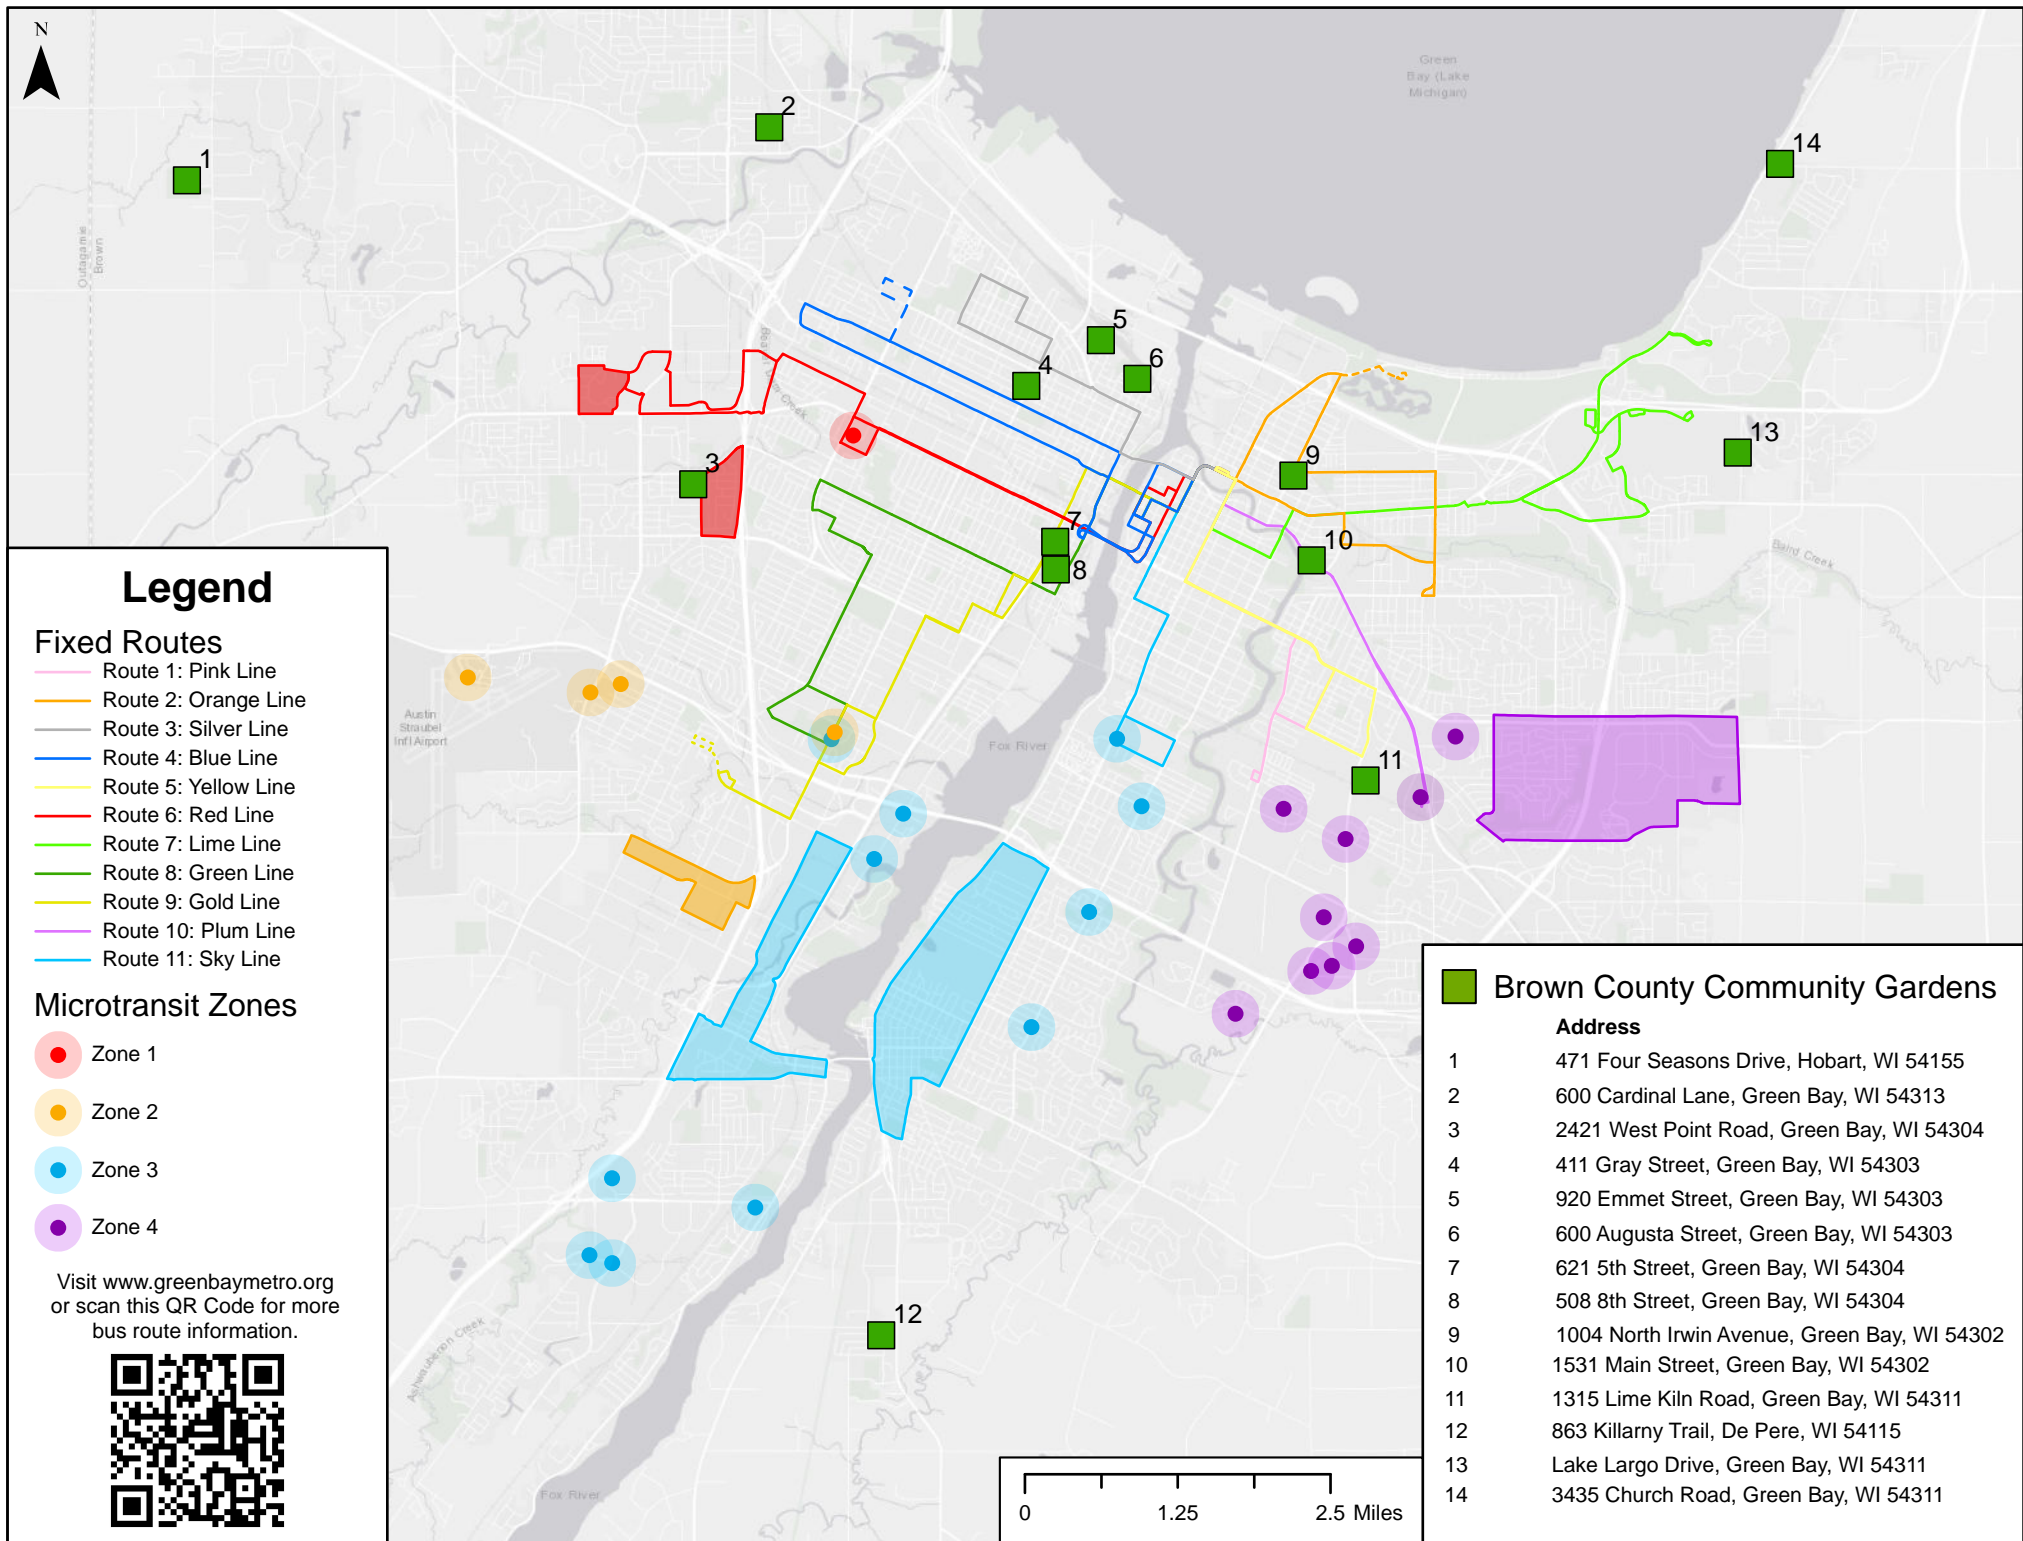 N
Green
Bay (Lake
Michigan)
Outagamie
Brown
1
2
3
4
5
6
7
8
9
10
11
12
13
14
Beaver Dam Creek
Baird Creek
Austin
Straubel
Intl Airport
Fox River
Ashwaubenon Creek
Fox River
Legend
Fixed Routes
Route 1: Pink Line
Route 2: Orange Line
Route 3: Silver Line
Route 4: Blue Line
Route 5: Yellow Line
Route 6: Red Line
Route 7: Lime Line
Route 8: Green Line
Route 9: Gold Line
Route 10: Plum Line
Route 11: Sky Line
Microtransit Zones
Zone 1
Zone 2
Zone 3
Zone 4
Visit www.greenbaymetro.org
or scan this QR Code for more
bus route information.
0 1.25 2.5 Miles
Brown County Community Gardens
Address
1 471 Four Seasons Drive, Hobart, WI 54155
2 600 Cardinal Lane, Green Bay, WI 54313
3 2421 West Point Road, Green Bay, WI 54304
4 411 Gray Street, Green Bay, WI 54303
5 920 Emmet Street, Green Bay, WI 54303
6 600 Augusta Street, Green Bay, WI 54303
7 621 5th Street, Green Bay, WI 54304
8 508 8th Street, Green Bay, WI 54304
9 1004 North Irwin Avenue, Green Bay, WI 54302
10 1531 Main Street, Green Bay, WI 54302
11 1315 Lime Kiln Road, Green Bay, WI 54311
12 863 Killarny Trail, De Pere, WI 54115
13 Lake Largo Drive, Green Bay, WI 54311
14 3435 Church Road, Green Bay, WI 54311